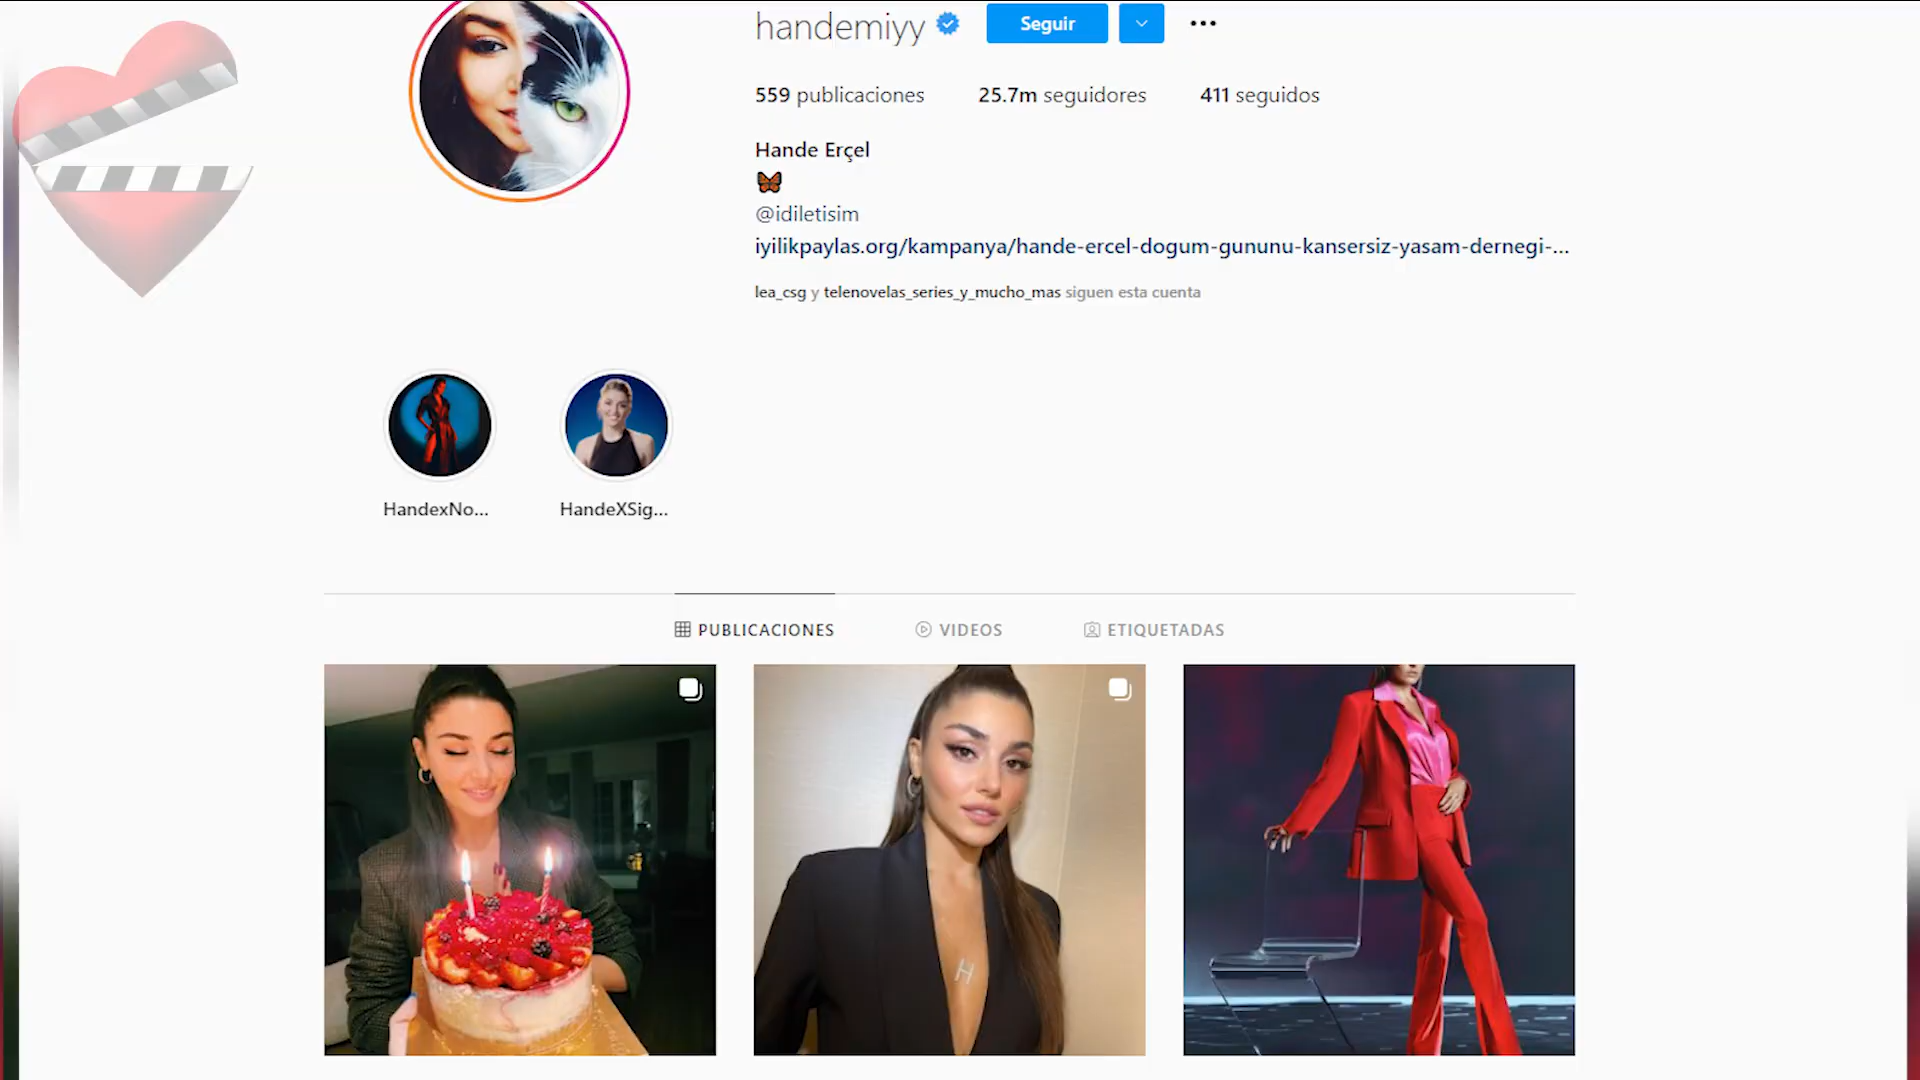 handemiyy
Seguir
559 publicaciones 25.7m seguidores 411 seguidos
Hande Erçel
@idiletisim
iyilikpaylas.org/kampanya/hande-ercel-dogum-gununu-kansersiz-yasam-dernegi-...
lea_csg y telenovelas_series_y_mucho_mas siguen esta cuenta
HandexNo... HandeXSig...
PUBLICACIONES VIDEOS ETIQUETADAS
H